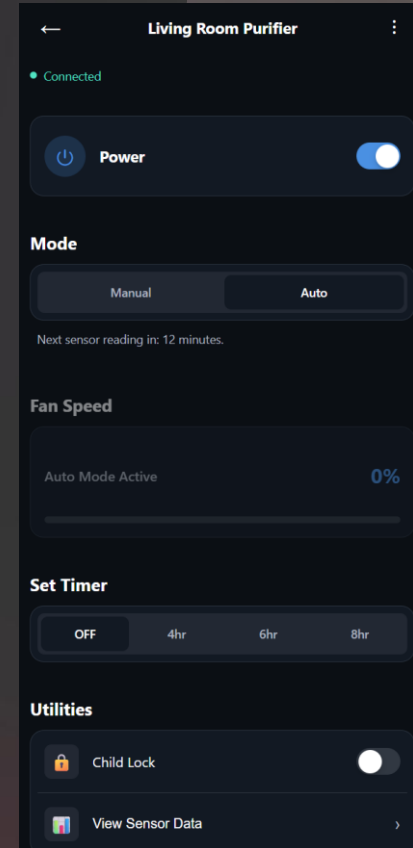 Living Room Purifier
Connected
Power
Mode
Manual Auto
Next sensor reading in: 12 minutes.
Fan Speed
Auto Mode Active 0%
Set Timer
OFF 4hr 6hr 8hr
Utilities
Child Lock
View Sensor Data